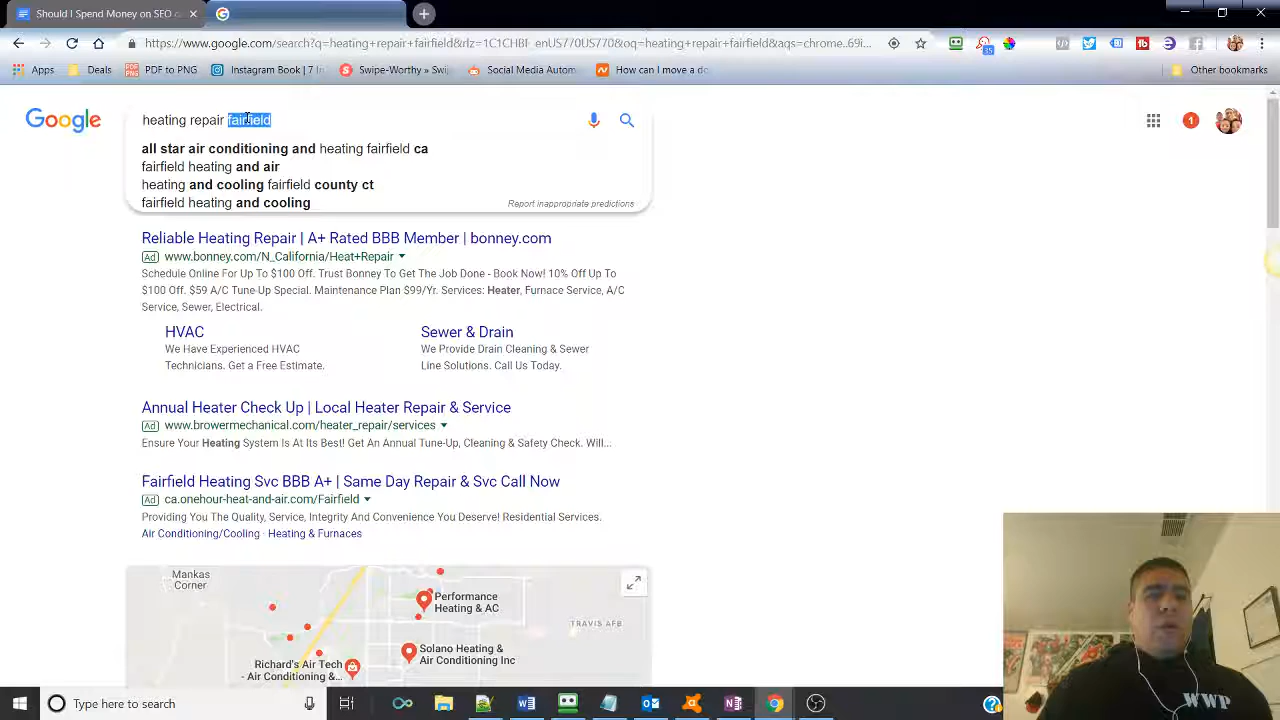 Should I Spend Money on SEO
https://www.google.com/search?q=heating+repair+fairfield&rlz=1C1CHBF_enUS770US770&oq=heating+repair+fairfield&aqs=chrome..69i...
35
Apps
Deals
PDF to PNG
Instagram Book | 7 In
Swipe-Worthy » Swi
Social Media Autom
How can I move a do
Other bookmarks
Google
heating repair fairfield
1
all star air conditioning and heating fairfield ca
fairfield heating and air
heating and cooling fairfield county ct
fairfield heating and cooling
Report inappropriate predictions
Reliable Heating Repair | A+ Rated BBB Member | bonney.com
Ad www.bonney.com/N_California/Heat+Repair
Schedule Online For Up To $100 Off. Trust Bonney To Get The Job Done - Book Now! 10% Off Up To
$100 Off. $59 A/C Tune-Up Special. Maintenance Plan $99/Yr. Services: Heater, Furnace Service, A/C
Service, Sewer, Electrical.
HVAC
We Have Experienced HVAC
Technicians. Get a Free Estimate.
Sewer & Drain
We Provide Drain Cleaning & Sewer
Line Solutions. Call Us Today.
Annual Heater Check Up | Local Heater Repair & Service
Ad www.browermechanical.com/heater_repair/services
Ensure Your Heating System Is At Its Best! Get An Annual Tune-Up, Cleaning & Safety Check. Will...
Fairfield Heating Svc BBB A+ | Same Day Repair & Svc Call Now
Ad ca.onehour-heat-and-air.com/Fairfield
Providing You The Quality, Service, Integrity And Convenience You Deserve! Residential Services.
Air Conditioning/Cooling · Heating & Furnaces
Mankas
Corner
Performance
Heating & AC
TRAVIS AFB
Solano Heating &
Air Conditioning Inc
Richard's Air Tech
- Air Conditioning &...
WWP
Type here to search